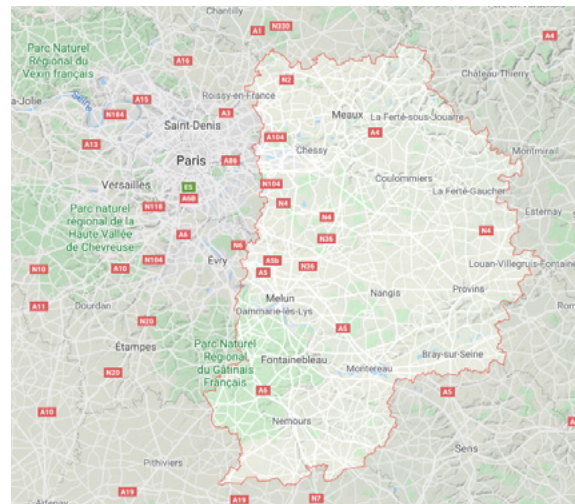 Chantilly
N330
A1
A4
Parc Naturel
Régional du
Vexin français
A16
N2
Château-Thierry
Roissy-en-France
a-Jolie
Seine
A15
N184
A3
Meaux
La Ferté-sous-Jouarre
Saint-Denis
A4
A13
A104
Chessy
Montmirail
Paris
A86
Versailles
E5
N104
Coulommiers
A6B
La Ferté-Gaucher
N118
N4
Parc naturel
régional de la
Haute Vallée
de Chevreuse
N4
Esternay
A6
N36
N4
N6
N10
A10
N104
Évry
A5b
A5
N36
Louan-Villegruis-Fontaine
Provins
A11
Dourdan
Melun
Nangis
Dammarie-lès-Lys
N20
A5
Étampes
Parc Naturel
Régional
du Gâtinais
Français
Fontainebleau
Bray-sur-Seine
N20
Montereau
A6
A5
A10
Nemours
Sens
Pithiviers
A19
A19
N7